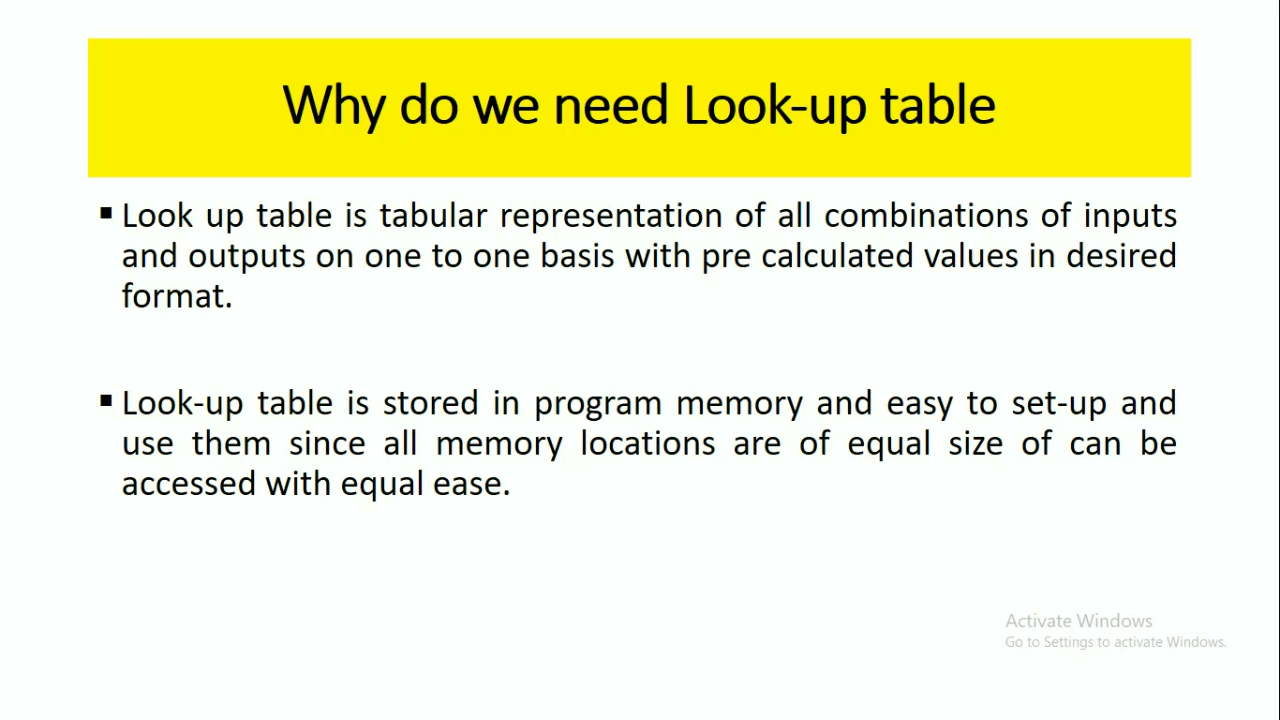 Why do we need Look-up table
▪ Look up table is tabular representation of all combinations of inputs
and outputs on one to one basis with pre calculated values in desired
format.
▪ Look-up table is stored in program memory and easy to set-up and
use them since all memory locations are of equal size of can be
accessed with equal ease.
Activate Windows
Go to Settings to activate Windows.